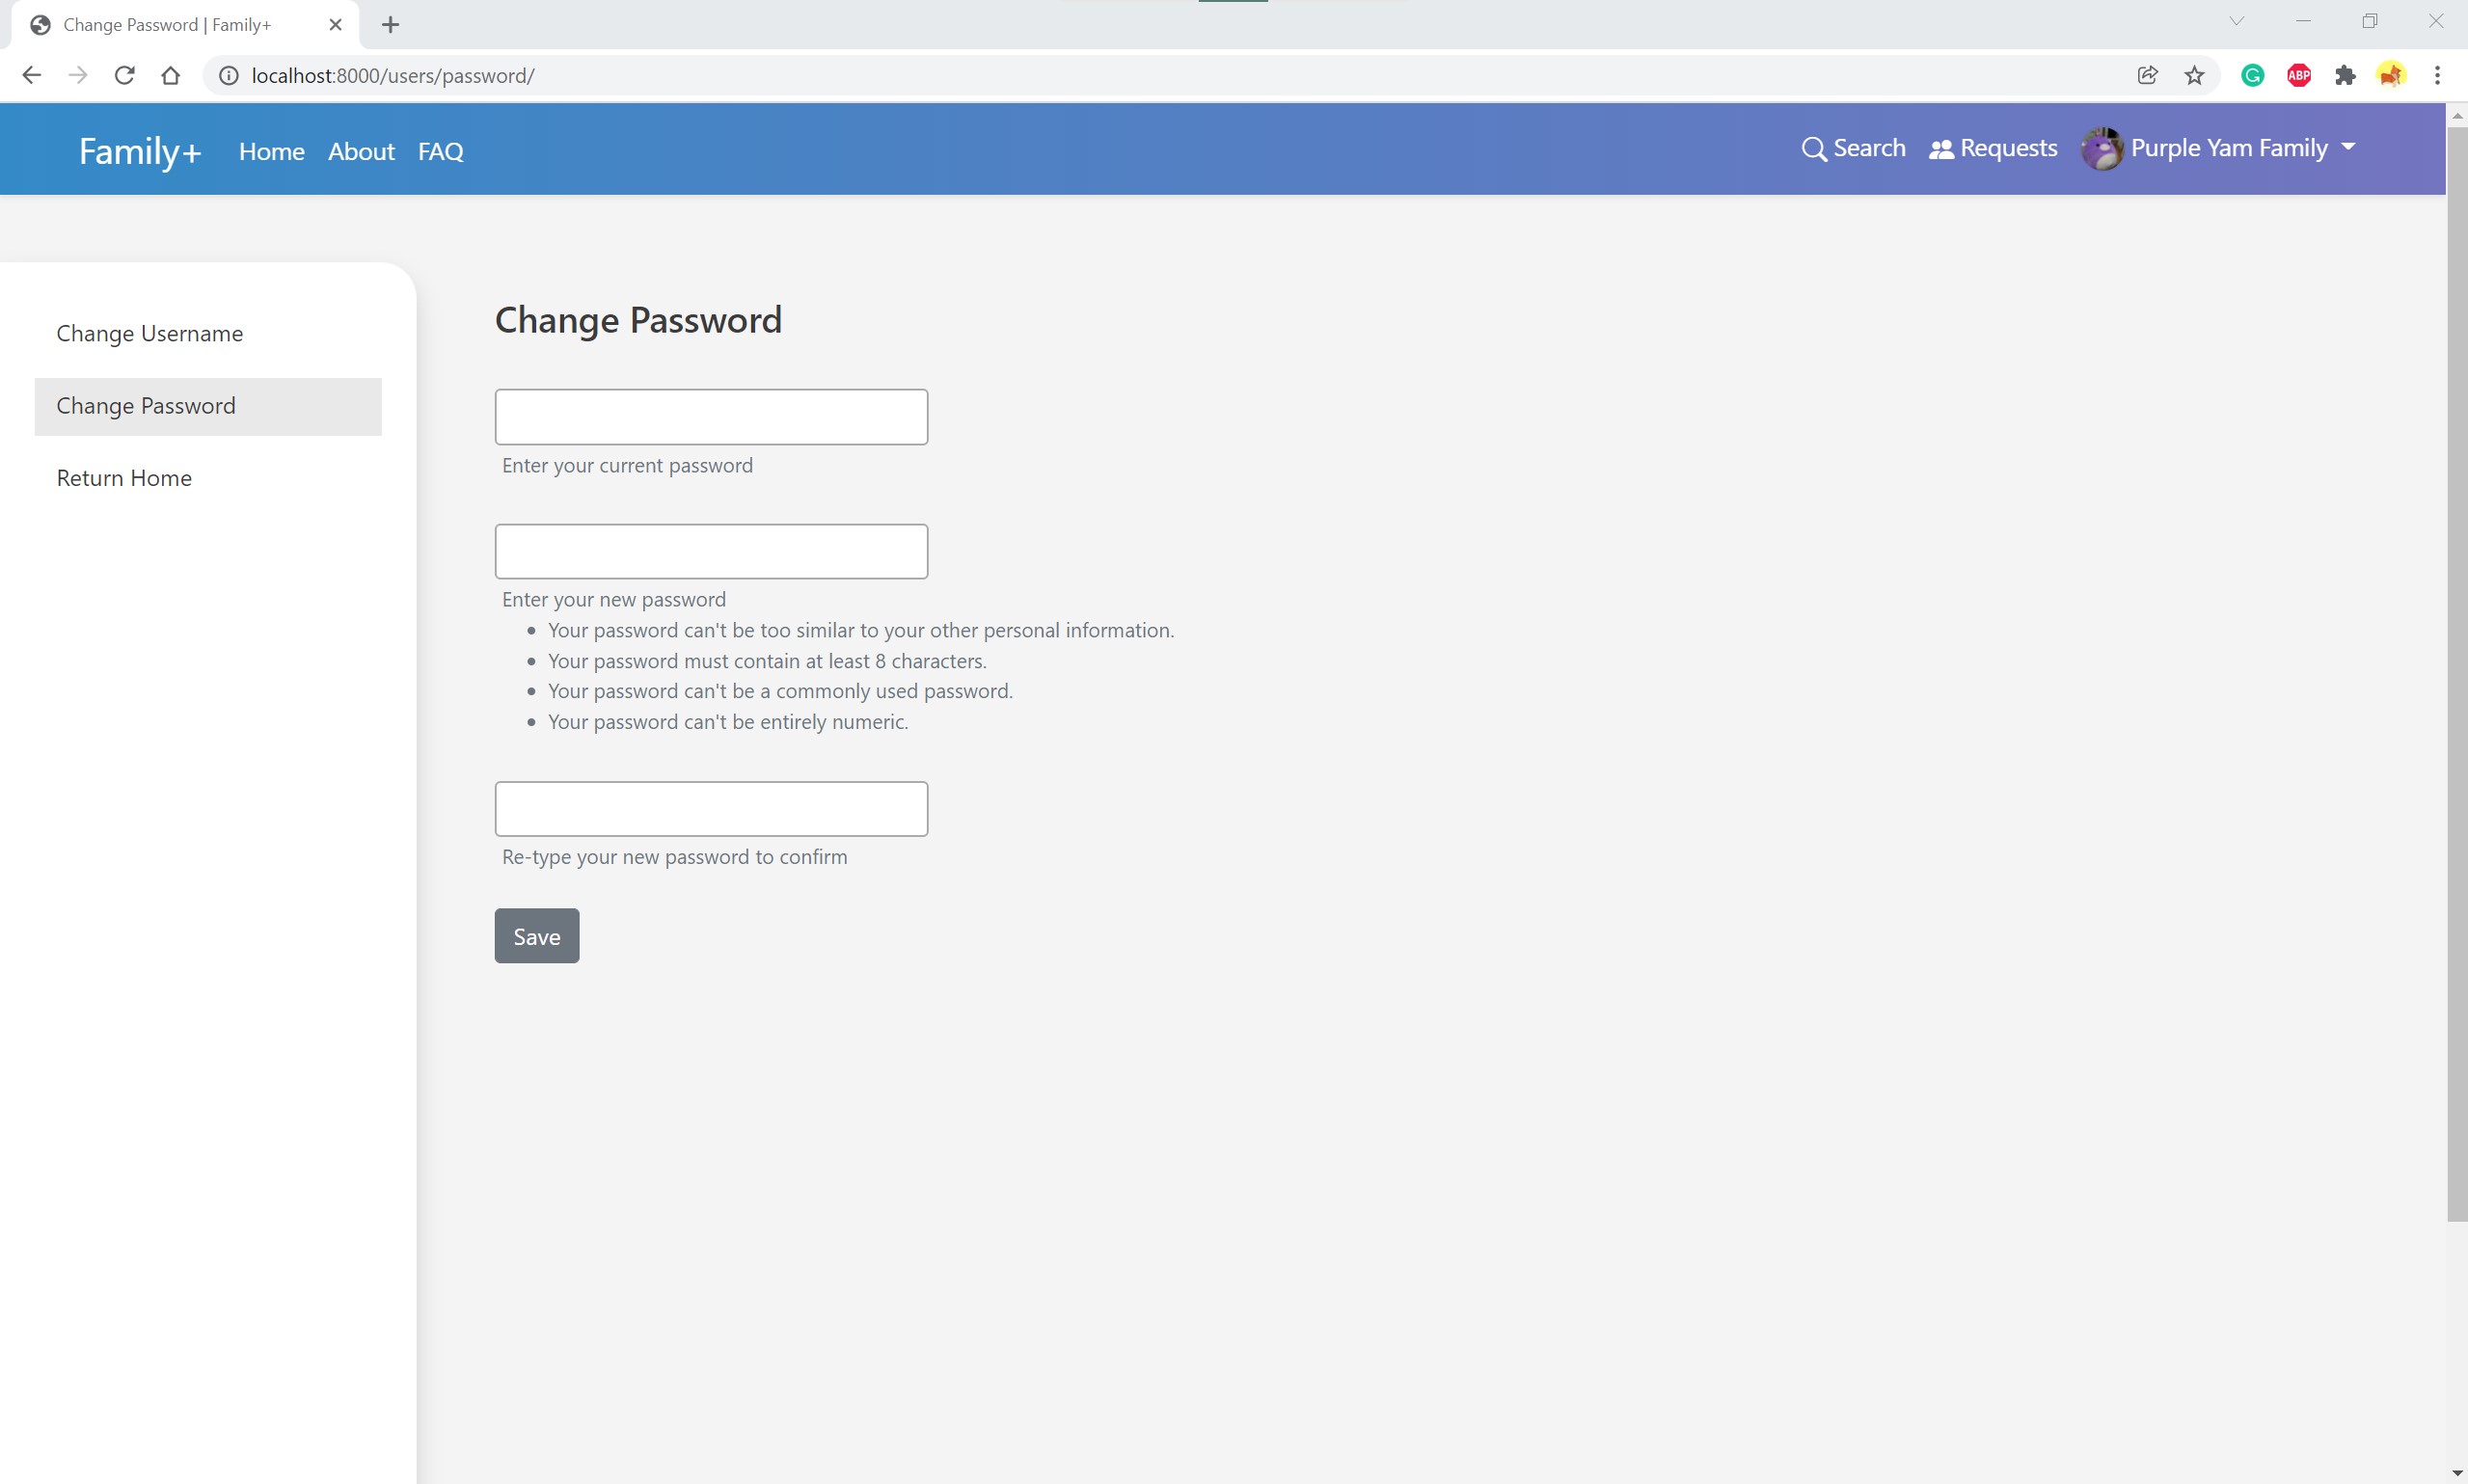 Change Password | Family+
localhost:8000/users/password/
ABP
Family+ Home About FAQ Search Requests Purple Yam Family
Change Username
Change Password
Return Home
Change Password
Enter your current password
Enter your new password
Your password can't be too similar to your other personal information.
Your password must contain at least 8 characters.
Your password can't be a commonly used password.
Your password can't be entirely numeric.
Re-type your new password to confirm
Save